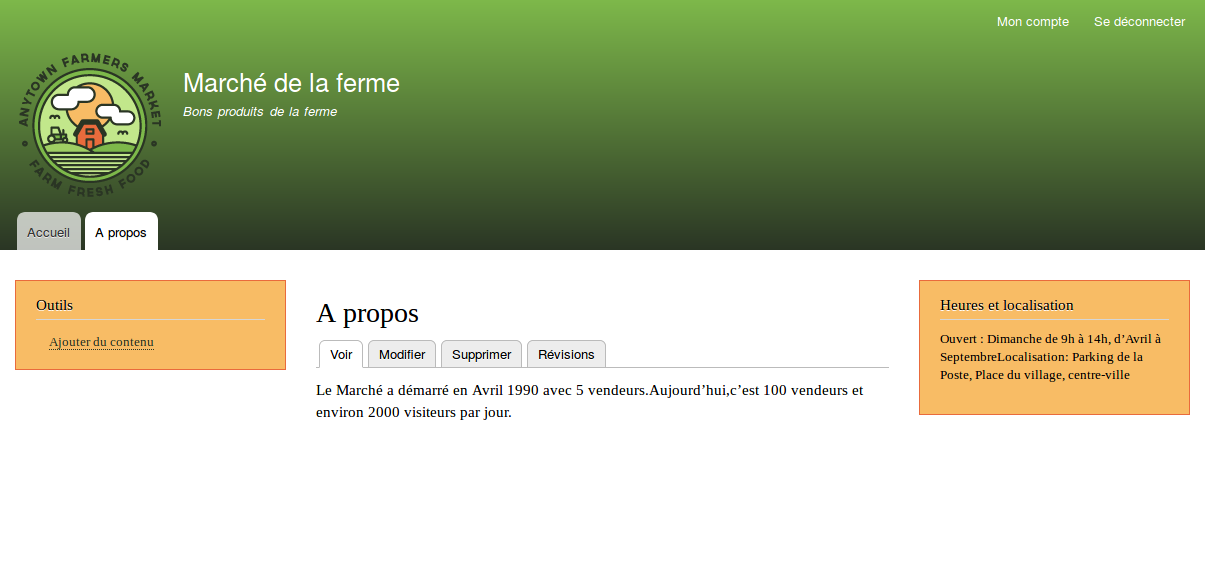 Mon compte Se déconnecter
ANYTOWN FARMERS MARKET
FARM FRESH FOOD
Marché de la ferme
Bons produits de la ferme
Accueil A propos
Outils
Ajouter du contenu
A propos
Voir Modifier Supprimer Révisions
Le Marché a démarré en Avril 1990 avec 5 vendeurs.Aujourd’hui,c’est 100 vendeurs et
environ 2000 visiteurs par jour.
Heures et localisation
Ouvert : Dimanche de 9h à 14h, d’Avril à
SeptembreLocalisation: Parking de la
Poste, Place du village, centre-ville